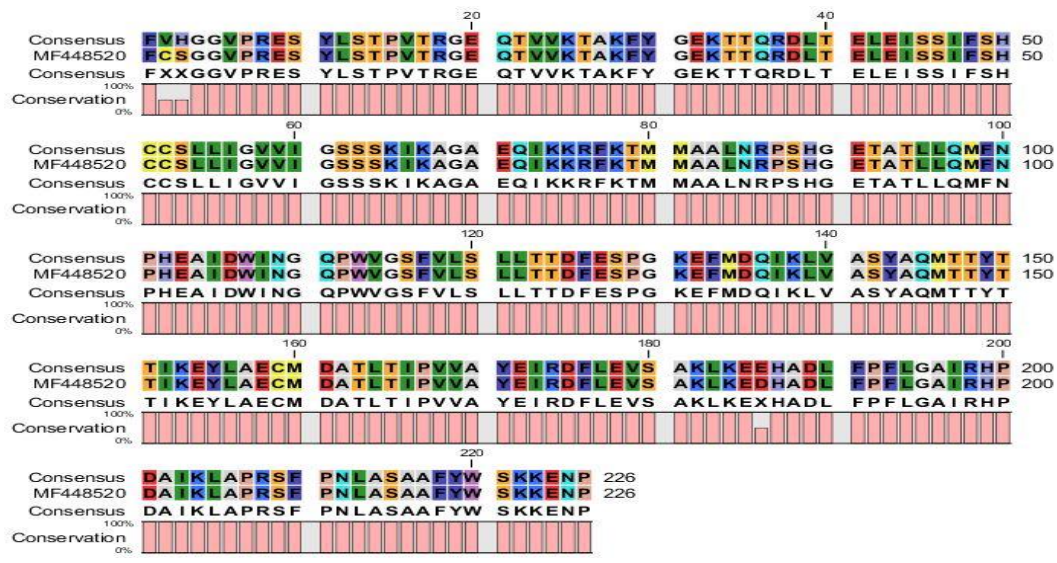 20 40
Consensus FVHGGVPRES YLSTPVTRGE QTVVKTAKFY GEKTTQRDLT ELEISSIFSH 50
MF448520 FCSGGVPRES YLSTPVTRGE QTVVKTAKFY GEKTTQRDLT ELEISSIFSH 50
Consensus FXXGGVPRES YLSTPVTRGE QTVVKTAKFY GEKTTQRDLT ELEISSIFSH
100%
Conservation
0%
60 80 100
Consensus CCSLLIGVVI GSSSKIKAGA EQIKKRFKTM MAALNRPSHG ETATLLQMFN 100
MF448520 CCSLLIGVVI GSSSKIKAGA EQIKKRFKTM MAALNRPSHG ETATLLQMFN 100
Consensus CCSLLIGVVI GSSSKIKAGA EQIKKRFKTM MAALNRPSHG ETATLLQMFN
100%
Conservation
0%
120 140
Consensus PHEAIDWING QPWVGSFVLS LLTTDFESPG KEFMDQIKLV ASYAQMTTYT 150
MF448520 PHEAIDWING QPWVGSFVLS LLTTDFESPG KEFMDQIKLV ASYAQMTTYT 150
Consensus PHEAIDWING QPWVGSFVLS LLTTDFESPG KEFMDQIKLV ASYAQMTTYT
100%
Conservation
0%
160 180 200
Consensus TIKEYLAECM DATLTIPVVA YEIRDFLEVS AKLKEEHADL FPFLGAIRHP 200
MF448520 TIKEYLAECM DATLTIPVVA YEIRDFLEVS AKLKEDHADL FPFLGAIRHP 200
Consensus TIKEYLAECM DATLTIPVVA YEIRDFLEVS AKLKEXHADL FPFLGAIRHP
100%
Conservation
0%
220
Consensus DAIKLAPRSF PNLASAAFYW SKKENP 226
MF448520 DAIKLAPRSF PNLASAAFYW SKKENP 226
Consensus DAIKLAPRSF PNLASAAFYW SKKENP
100%
Conservation
0%